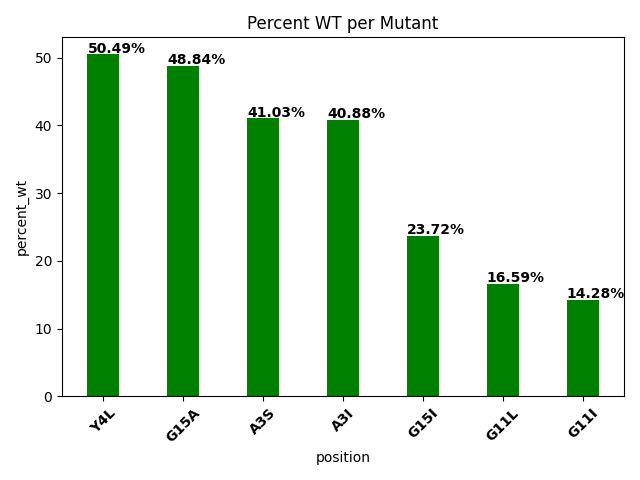 Percent WT per Mutant
percent_wt
50
40
30
20
10
0
50.49%
48.84%
41.03%
40.88%
23.72%
16.59%
14.28%
Y4L
G15A
A3S
A3I
G15I
G11L
G11I
position